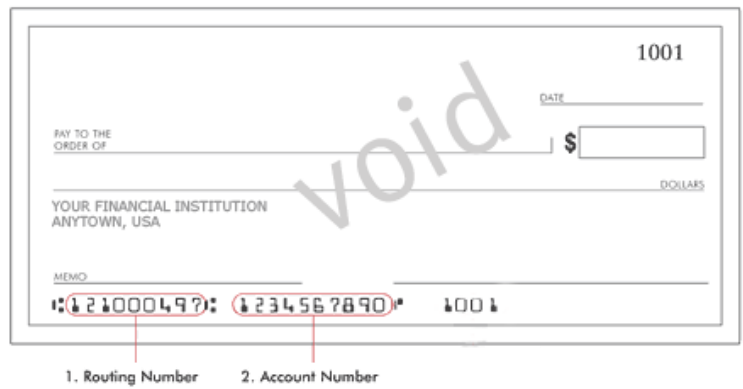 1001
DATE
PAY TO THE
ORDER OF
$
void
DOLLARS
YOUR FINANCIAL INSTITUTION
ANYTOWN, USA
MEMO
⑆121000497⑆ 1234567890⑈ 1001
1. Routing Number 2. Account Number